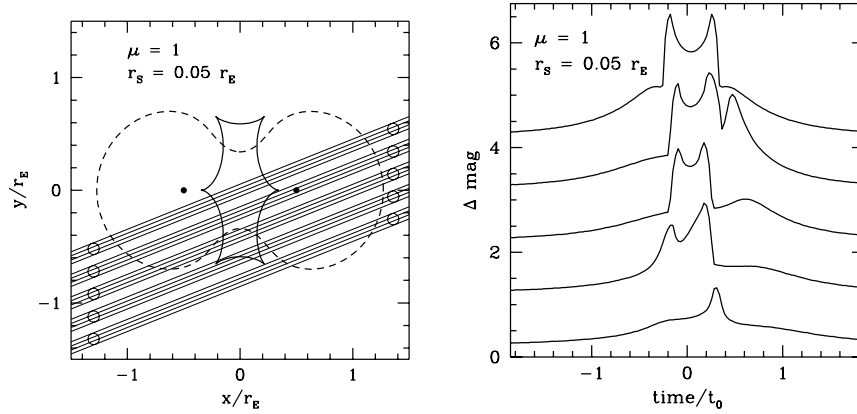 μ = 1
r_S = 0.05 r_E
1
0
-1
-1
0
1
x/r_E
y/r_E
μ = 1
r_S = 0.05 r_E
6
4
2
0
-1
0
1
time/t_0
Δ mag